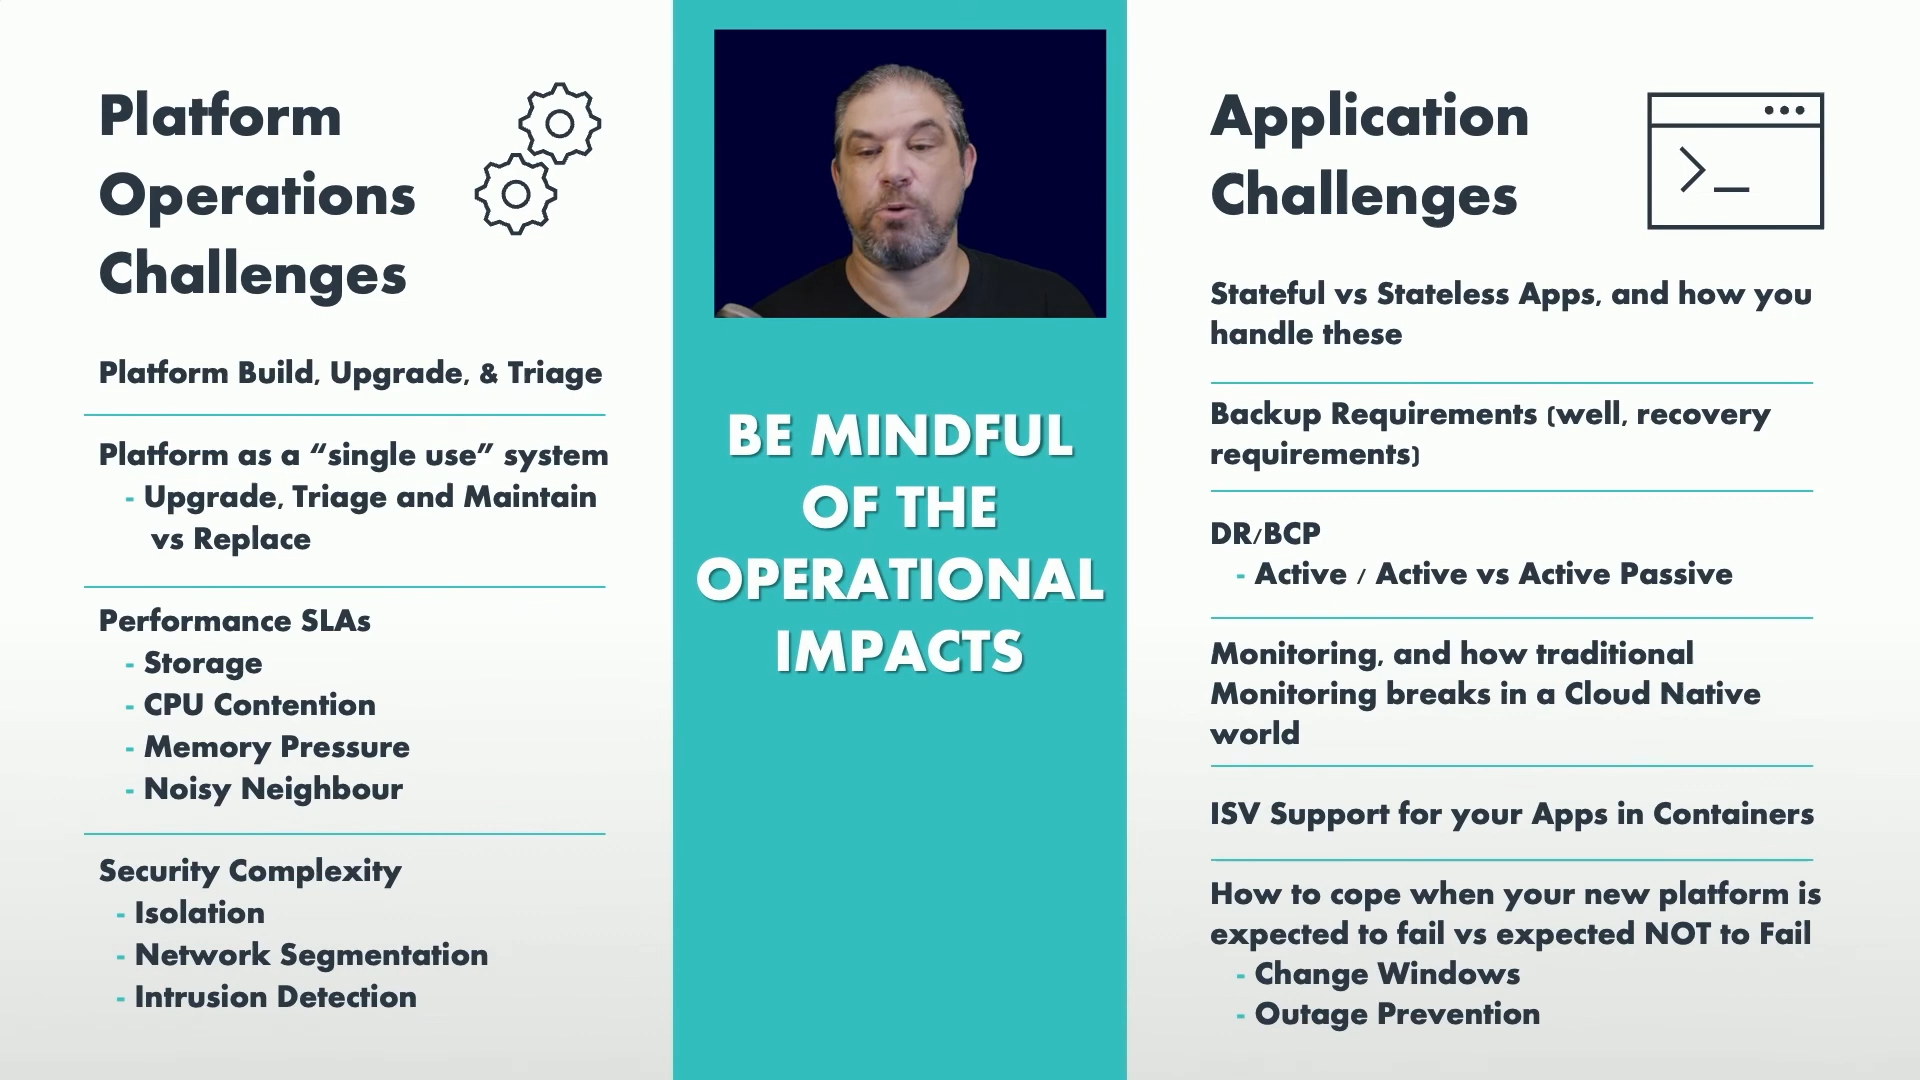 Platform
Operations
Challenges
Platform Build, Upgrade, & Triage
Platform as a “single use” system
- Upgrade, Triage and Maintain
vs Replace
Performance SLAs
- Storage
- CPU Contention
- Memory Pressure
- Noisy Neighbour
Security Complexity
- Isolation
- Network Segmentation
- Intrusion Detection
BE MINDFUL
OF THE
OPERATIONAL
IMPACTS
Application
Challenges
Stateful vs Stateless Apps, and how you
handle these
Backup Requirements (well, recovery
requirements)
DR/BCP
- Active / Active vs Active Passive
Monitoring, and how traditional
Monitoring breaks in a Cloud Native
world
ISV Support for your Apps in Containers
How to cope when your new platform is
expected to fail vs expected NOT to Fail
- Change Windows
- Outage Prevention